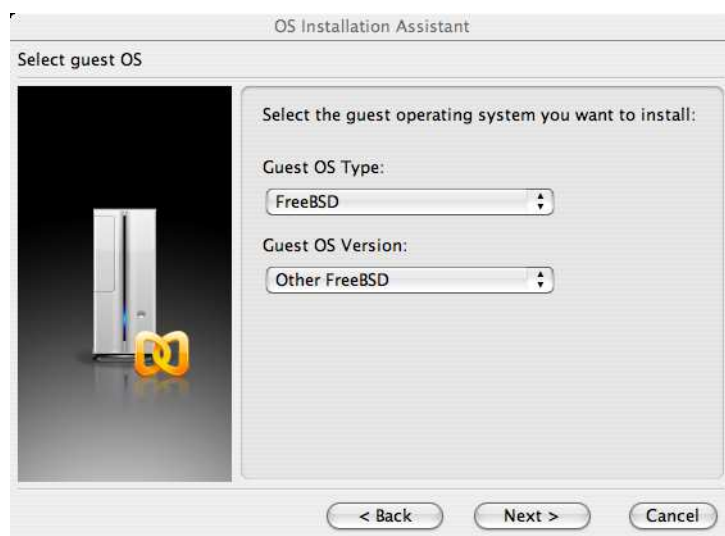 OS Installation Assistant
Select guest OS
Select the guest operating system you want to install:
Guest OS Type:
FreeBSD
Guest OS Version:
Other FreeBSD
< Back
Next >
Cancel